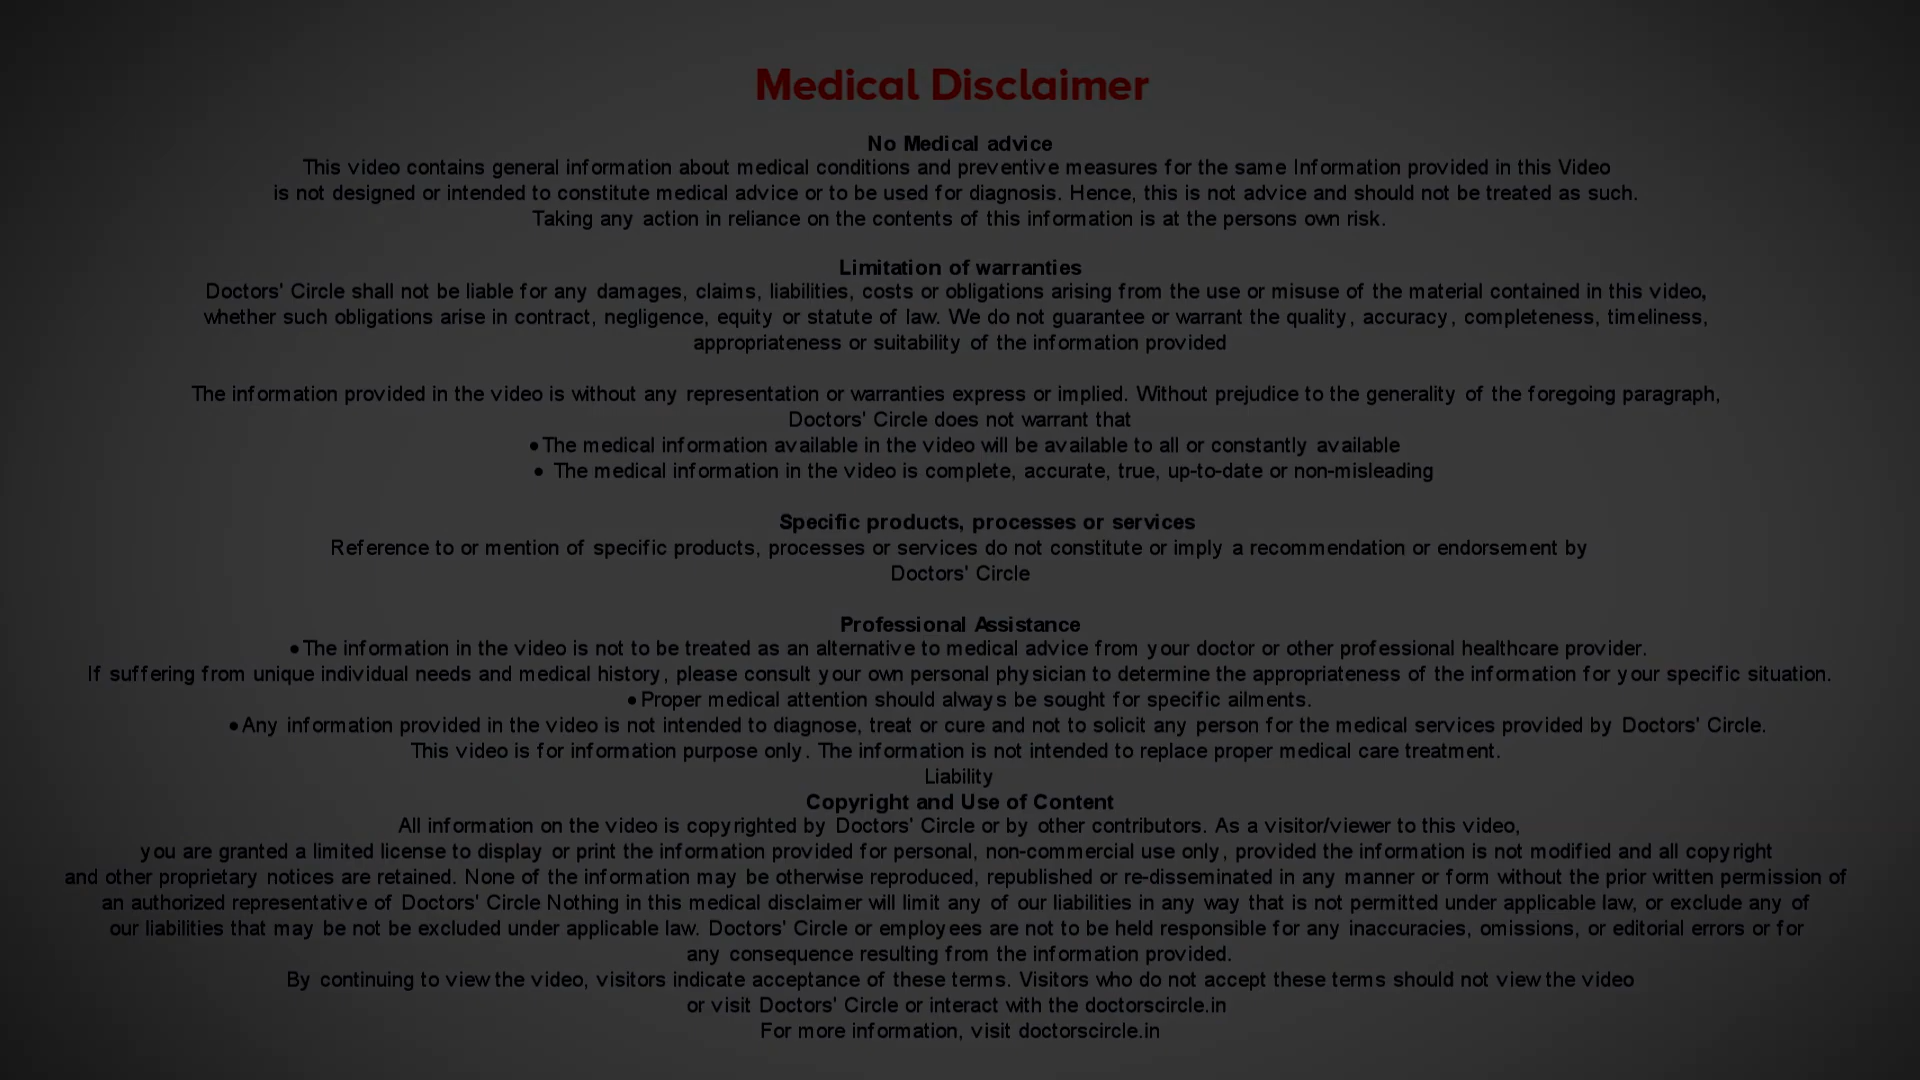 Medical Disclaimer
No Medical advice
This video contains general information about medical conditions and preventive measures for the same Information provided in this Video
is not designed or intended to constitute medical advice or to be used for diagnosis. Hence, this is not advice and should not be treated as such.
Taking any action in reliance on the contents of this information is at the persons own risk.
Limitation of warranties
Doctors' Circle shall not be liable for any damages, claims, liabilities, costs or obligations arising from the use or misuse of the material contained in this video,
whether such obligations arise in contract, negligence, equity or statute of law. We do not guarantee or warrant the quality, accuracy, completeness, timeliness,
appropriateness or suitability of the information provided
The information provided in the video is without any representation or warranties express or implied. Without prejudice to the generality of the foregoing paragraph,
Doctors' Circle does not warrant that
•The medical information available in the video will be available to all or constantly available
• The medical information in the video is complete, accurate, true, up-to-date or non-misleading
Specific products, processes or services
Reference to or mention of specific products, processes or services do not constitute or imply a recommendation or endorsement by
Doctors' Circle
Professional Assistance
•The information in the video is not to be treated as an alternative to medical advice from your doctor or other professional healthcare provider.
If suffering from unique individual needs and medical history, please consult your own personal physician to determine the appropriateness of the information for your specific situation.
•Proper medical attention should always be sought for specific ailments.
•Any information provided in the video is not intended to diagnose, treat or cure and not to solicit any person for the medical services provided by Doctors' Circle.
This video is for information purpose only. The information is not intended to replace proper medical care treatment.
Liability
Copyright and Use of Content
All information on the video is copyrighted by Doctors' Circle or by other contributors. As a visitor/viewer to this video,
you are granted a limited license to display or print the information provided for personal, non-commercial use only, provided the information is not modified and all copyright
and other proprietary notices are retained. None of the information may be otherwise reproduced, republished or re-disseminated in any manner or form without the prior written permission of
an authorized representative of Doctors' Circle Nothing in this medical disclaimer will limit any of our liabilities in any way that is not permitted under applicable law, or exclude any of
our liabilities that may be not be excluded under applicable law. Doctors' Circle or employees are not to be held responsible for any inaccuracies, omissions, or editorial errors or for
any consequence resulting from the information provided.
By continuing to view the video, visitors indicate acceptance of these terms. Visitors who do not accept these terms should not view the video
or visit Doctors' Circle or interact with the doctorscircle.in
For more information, visit doctorscircle.in